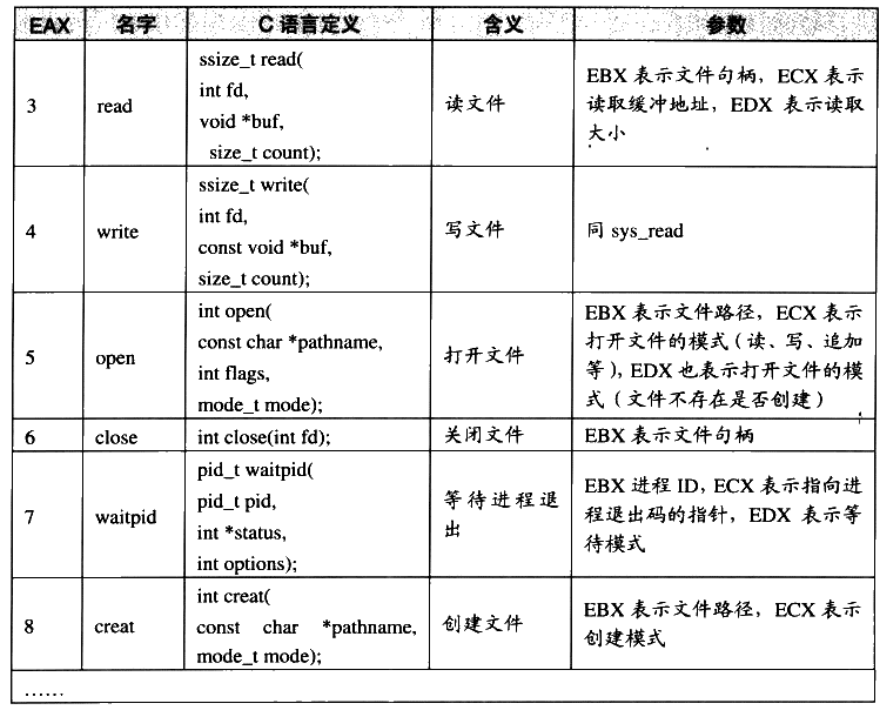 EAX 名字 C 语言定义 含义 参数
3 read ssize_t read( 读文件 EBX 表示文件句柄，ECX 表示
int fd, 读取缓冲地址，EDX 表示读取
void *buf, 大小
size_t count);
4 write ssize_t write( 写文件 同 sys_read
int fd,
const void *buf,
size_t count);
5 open int open( 打开文件 EBX 表示文件路径，ECX 表示
const char *pathname, 打开文件的模式（读、写、追加
int flags, 等），EDX 也表示打开文件的模
mode_t mode); 式（文件不存在是否创建）
6 close int close(int fd); 关闭文件 EBX 表示文件句柄
7 waitpid pid_t waitpid( 等待进程退 EBX 进程 ID，ECX 表示指向进
pid_t pid, 出 程退出码的指针，EDX 表示等
int *status, 待模式
int options);
8 creat int creat( 创建文件 EBX 表示文件路径，ECX 表示
const char *pathname, 创建模式
mode_t mode);
……